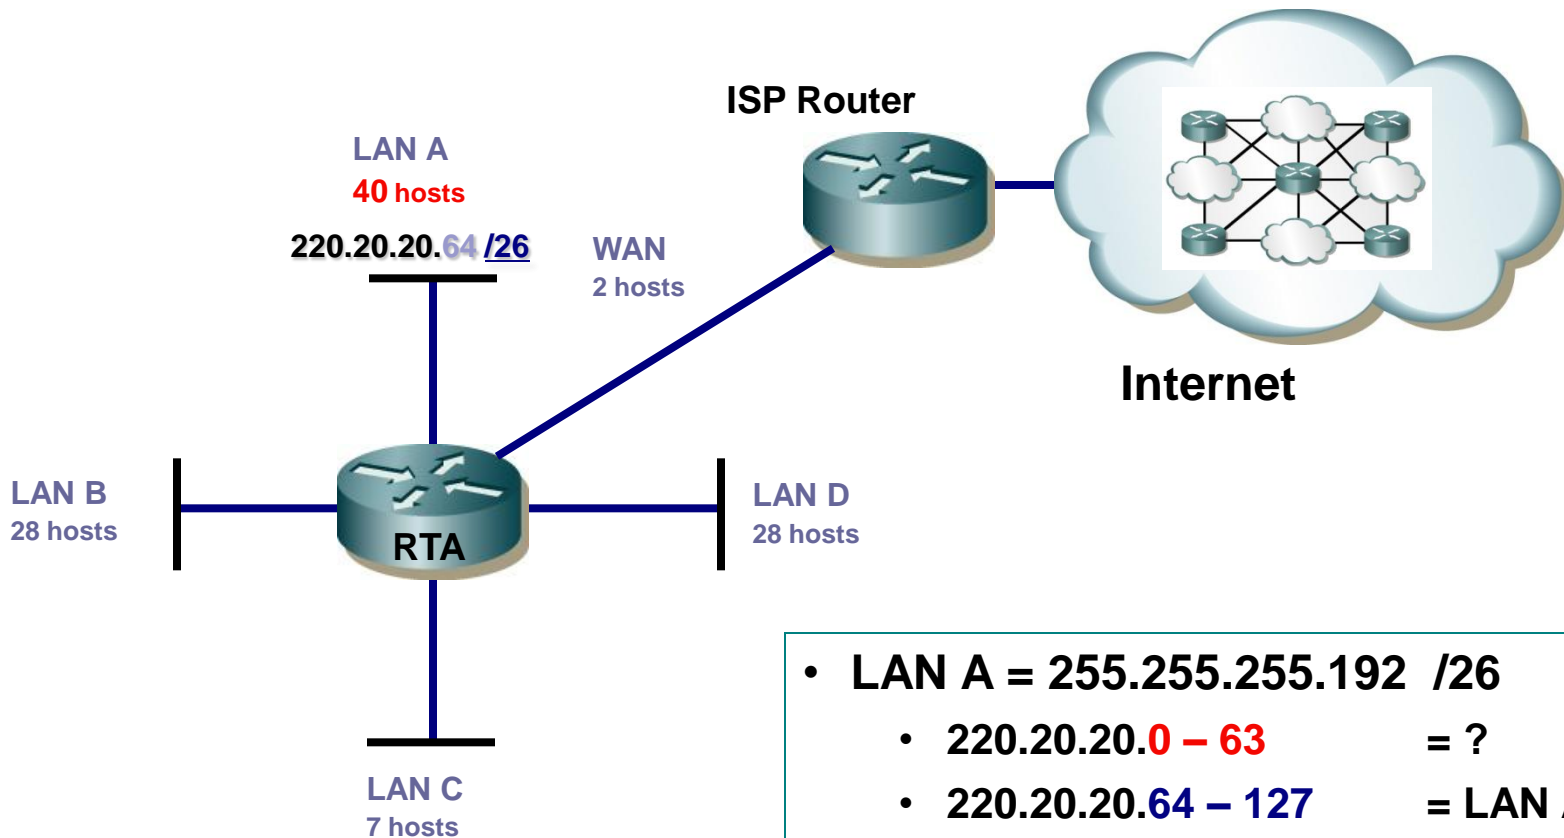 ISP Router
LAN A
40 hosts
220.20.20.64 /26
WAN
2 hosts
Internet
LAN B
28 hosts
RTA
LAN D
28 hosts
LAN C
7 hosts
• LAN A = 255.255.255.192 /26
• 220.20.20.0 – 63 = ?
• 220.20.20.64 – 127 = LAN